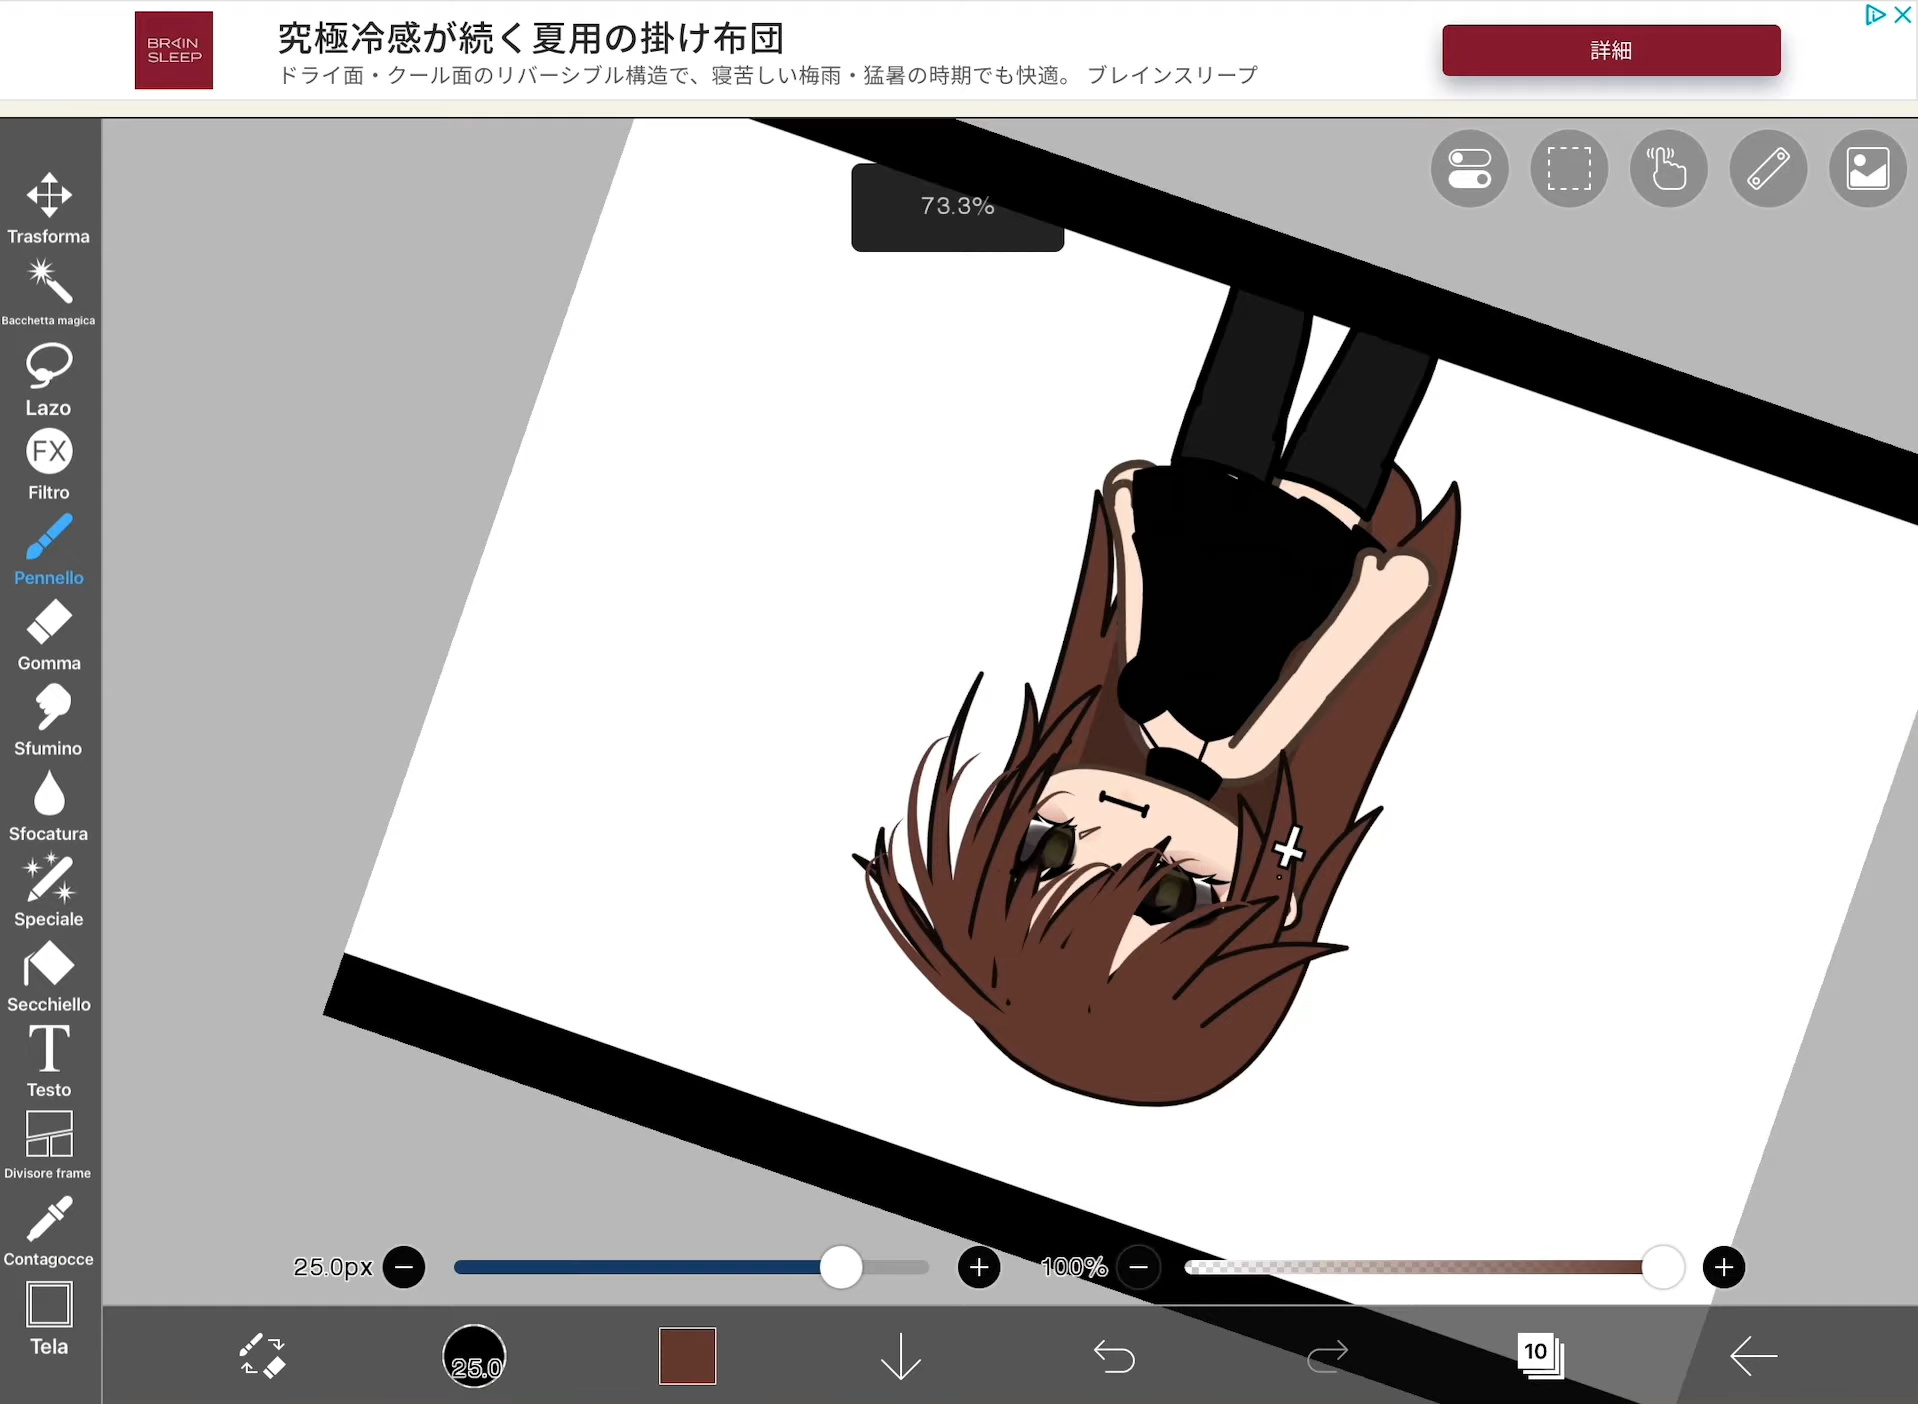 BRAIN
SLEEP
究極冷感が続く夏用の掛け布団
ドライ面・クール面のリバーシブル構造で、寝苦しい梅雨・猛暑の時期でも快適。 ブレインスリープ
詳細
73.3%
Trasforma
Bacchetta magica
Lazo
FX
Filtro
Pennello
Gomma
Sfumino
Sfocatura
Speciale
Secchiello
T
Testo
Divisore frame
Contagocce
Tela
25.0px
100%
25.0
10